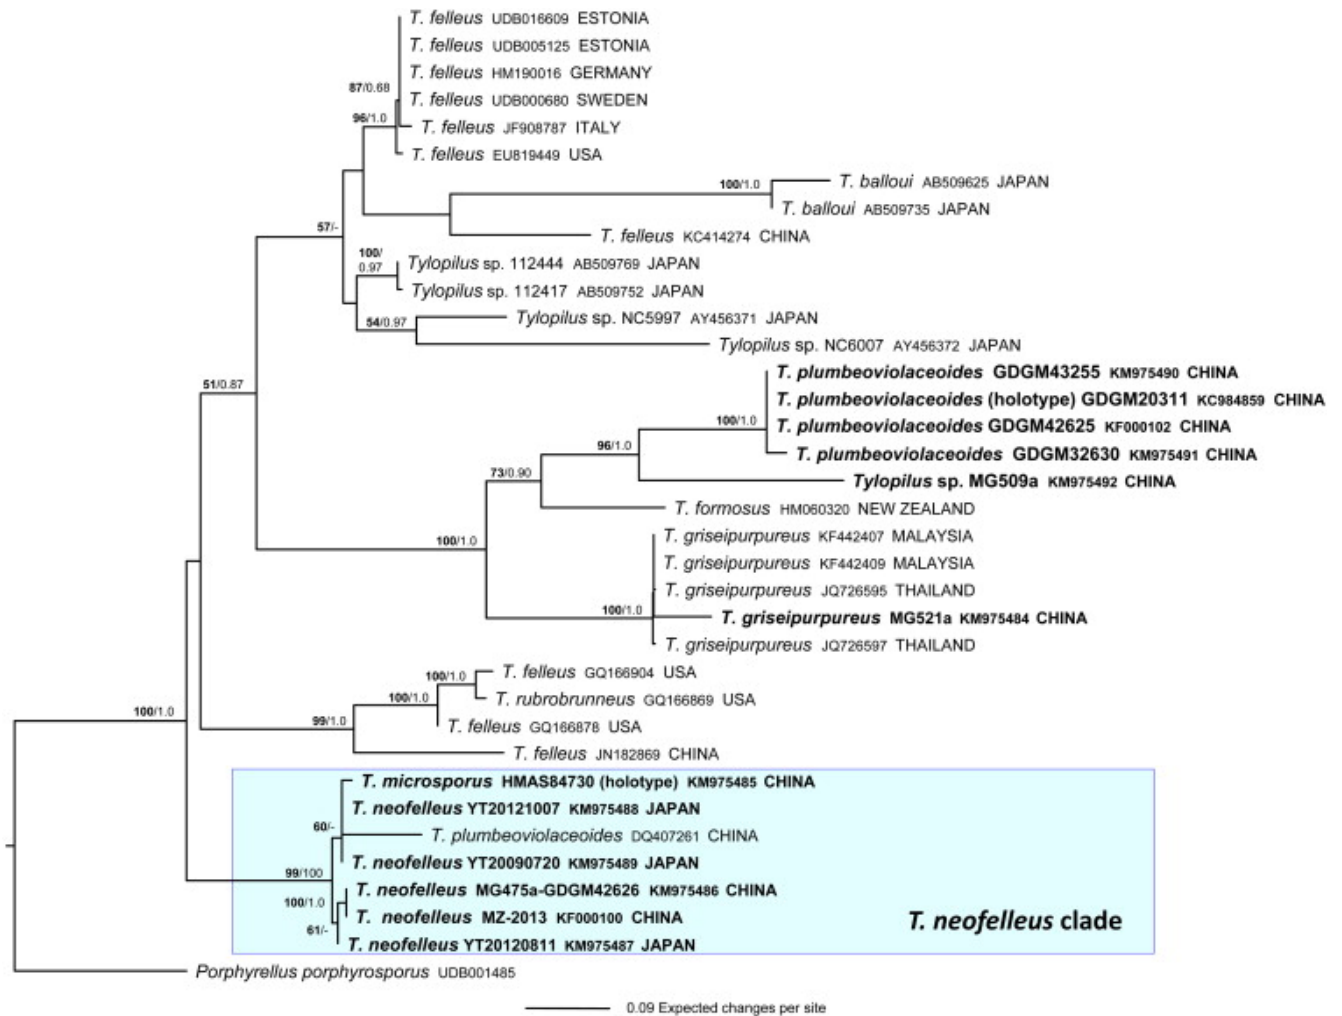 T. felleus UDB016609 ESTONIA
T. felleus UDB005125 ESTONIA
T. felleus HM190016 GERMANY
87/0.68
T. felleus UDB000680 SWEDEN
96/1.0
T. felleus JF908787 ITALY
T. felleus EU819449 USA
100/1.0
T. balloui AB509625 JAPAN
T. balloui AB509735 JAPAN
57/-
T. felleus KC414274 CHINA
100/
0.97
Tylopilus sp. 112444 AB509769 JAPAN
Tylopilus sp. 112417 AB509752 JAPAN
54/0.97
Tylopilus sp. NC5997 AY456371 JAPAN
Tylopilus sp. NC6007 AY456372 JAPAN
51/0.87
T. plumbeoviolaceoides GDGM43255 KM975490 CHINA
T. plumbeoviolaceoides (holotype) GDGM20311 KC984859 CHINA
100/1.0
T. plumbeoviolaceoides GDGM42625 KF000102 CHINA
96/1.0
T. plumbeoviolaceoides GDGM32630 KM975491 CHINA
73/0.90
Tylopilus sp. MG509a KM975492 CHINA
T. formosus HM060320 NEW ZEALAND
100/1.0
T. griseipurpureus KF442407 MALAYSIA
T. griseipurpureus KF442409 MALAYSIA
T. griseipurpureus JQ726595 THAILAND
100/1.0
T. griseipurpureus MG521a KM975484 CHINA
T. griseipurpureus JQ726597 THAILAND
100/1.0
T. felleus GQ166904 USA
100/1.0
T. rubrobrunneus GQ166869 USA
100/1.0
99/1.0
T. felleus GQ166878 USA
T. felleus JN182869 CHINA
T. microsporus HMAS84730 (holotype) KM975485 CHINA
T. neofelleus YT20121007 KM975488 JAPAN
60/-
T. plumbeoviolaceoides DQ407261 CHINA
T. neofelleus YT20090720 KM975489 JAPAN
99/100
T. neofelleus MG475a-GDGM42626 KM975486 CHINA
100/1.0
T. neofelleus MZ-2013 KF000100 CHINA
61/-
T. neofelleus YT20120811 KM975487 JAPAN
T. neofelleus clade
Porphyrellus porphyrosporus UDB001485
0.09 Expected changes per site